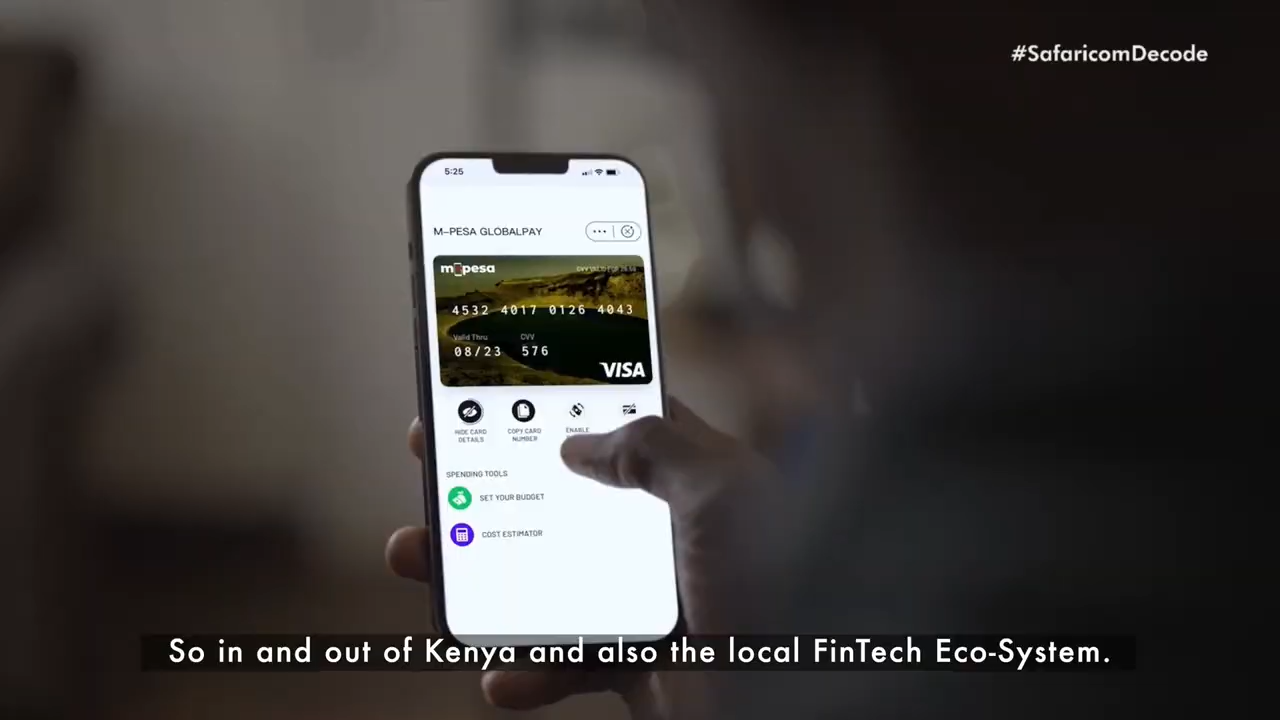 #SafaricomDecode
5:25
M-PESA GLOBALPAY
m pesa
4532 4017 0126 4043
Valid Thru CVV
08/23 576
VISA
HIDE CARD DETAILS
COPY CARD NUMBER
ENABLE
SPENDING TOOLS
SET YOUR BUDGET
COST ESTIMATOR
So in and out of Kenya and also the local FinTech Eco-System.